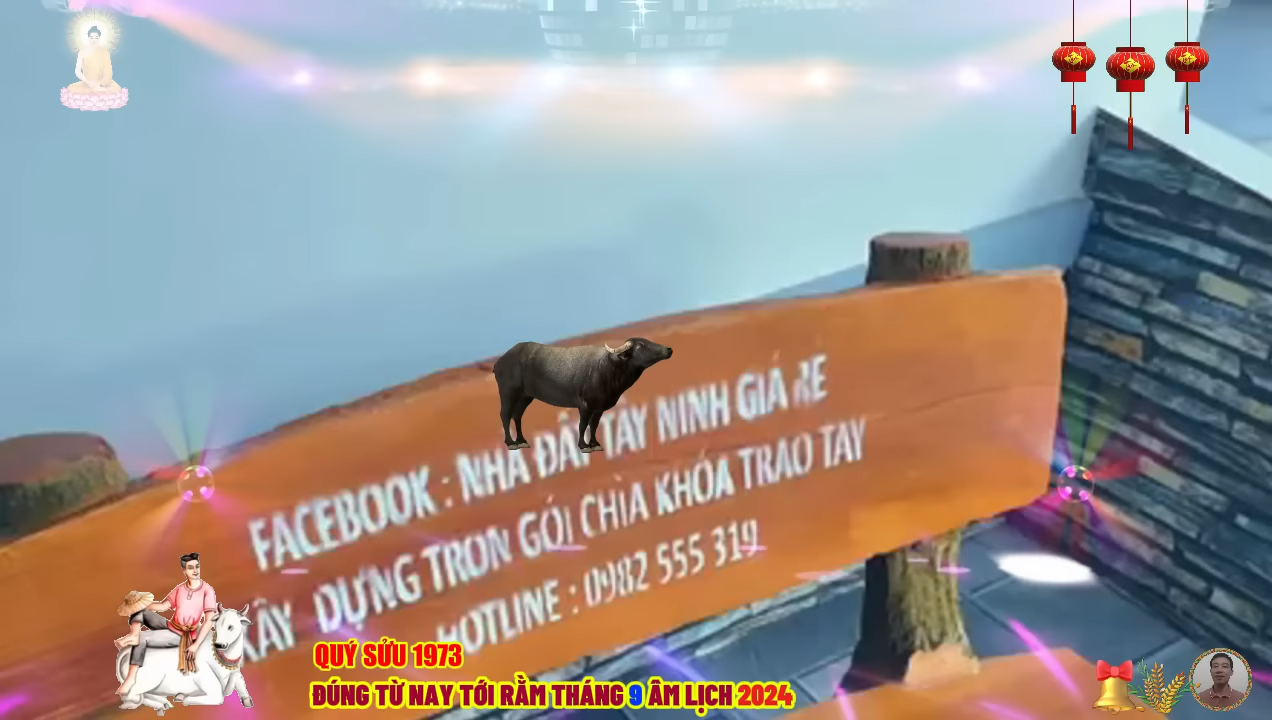 FACEBOOK : NHÀ ĐẤT TÂY NINH GIÁ RẺ
XÂY DỰNG TRỌN GÓI CHÌA KHÓA TRAO TAY
HOTLINE : 0982 555 319
QUÝ SỬU 1973
ĐÚNG TỪ NAY TỚI RẰM THÁNG 9 ÂM LỊCH 2024